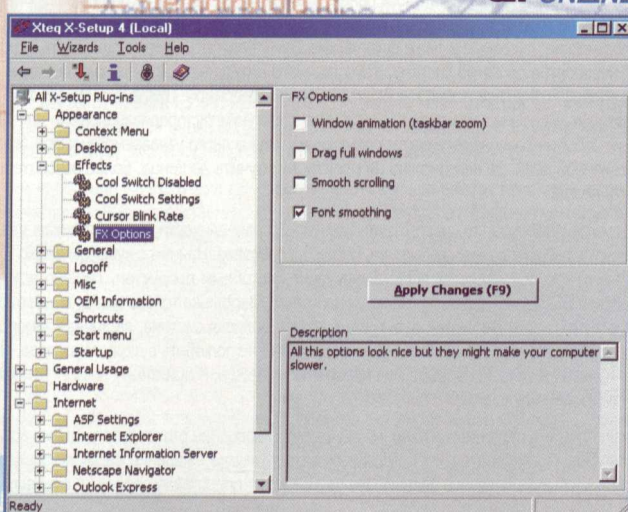 ONLINE
Xteq X-Setup 4 (Local)
File Wizards Tools Help
All X-Setup Plug-ins
Appearance
Context Menu
Desktop
Effects
Cool Switch Disabled
Cool Switch Settings
Cursor Blink Rate
FX Options
General
Logoff
Misc
OEM Information
Shortcuts
Start menu
Startup
General Usage
Hardware
Internet
ASP Settings
Internet Explorer
Internet Information Server
Netscape Navigator
Outlook Express
FX Options
Window animation (taskbar zoom)
Drag full windows
Smooth scrolling
Font smoothing
Apply Changes (F9)
Description
All this options look nice but they might make your computer
slower.
Ready